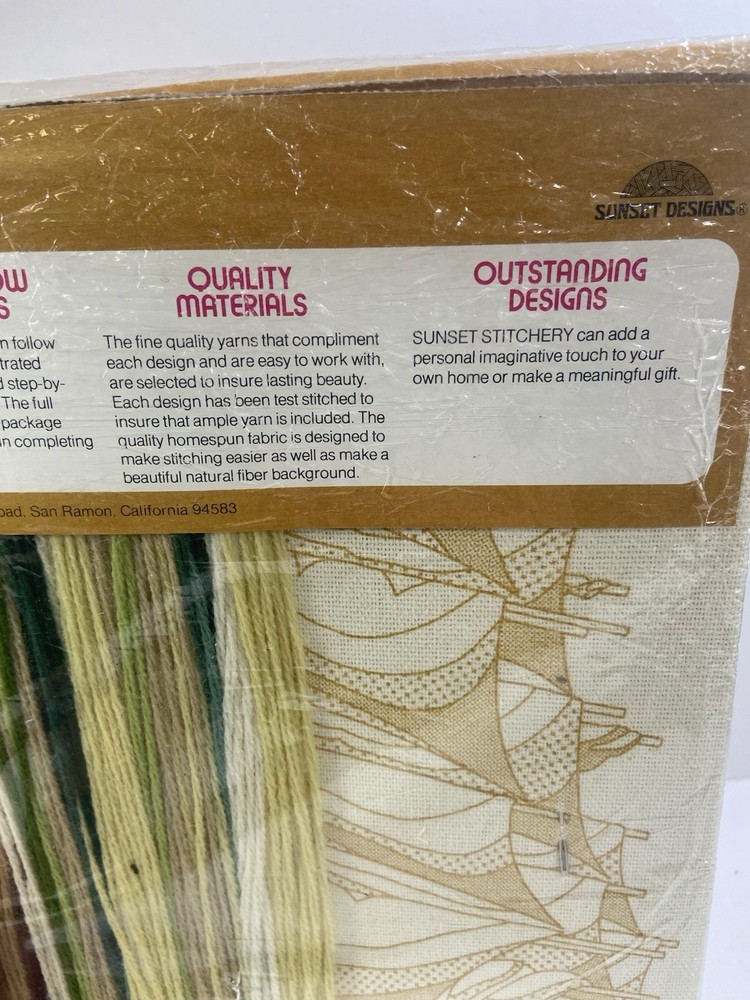 SUNSET DESIGNS®
OW
S
n follow
trated
d step-by-
The full
package
n completing
QUALITY
MATERIALS
The fine quality yarns that compliment
each design and are easy to work with,
are selected to insure lasting beauty.
Each design has been test stitched to
insure that ample yarn is included. The
quality homespun fabric is designed to
make stitching easier as well as make a
beautiful natural fiber background.
OUTSTANDING
DESIGNS
SUNSET STITCHERY can add a
personal imaginative touch to your
own home or make a meaningful gift.
oad, San Ramon, California 94583